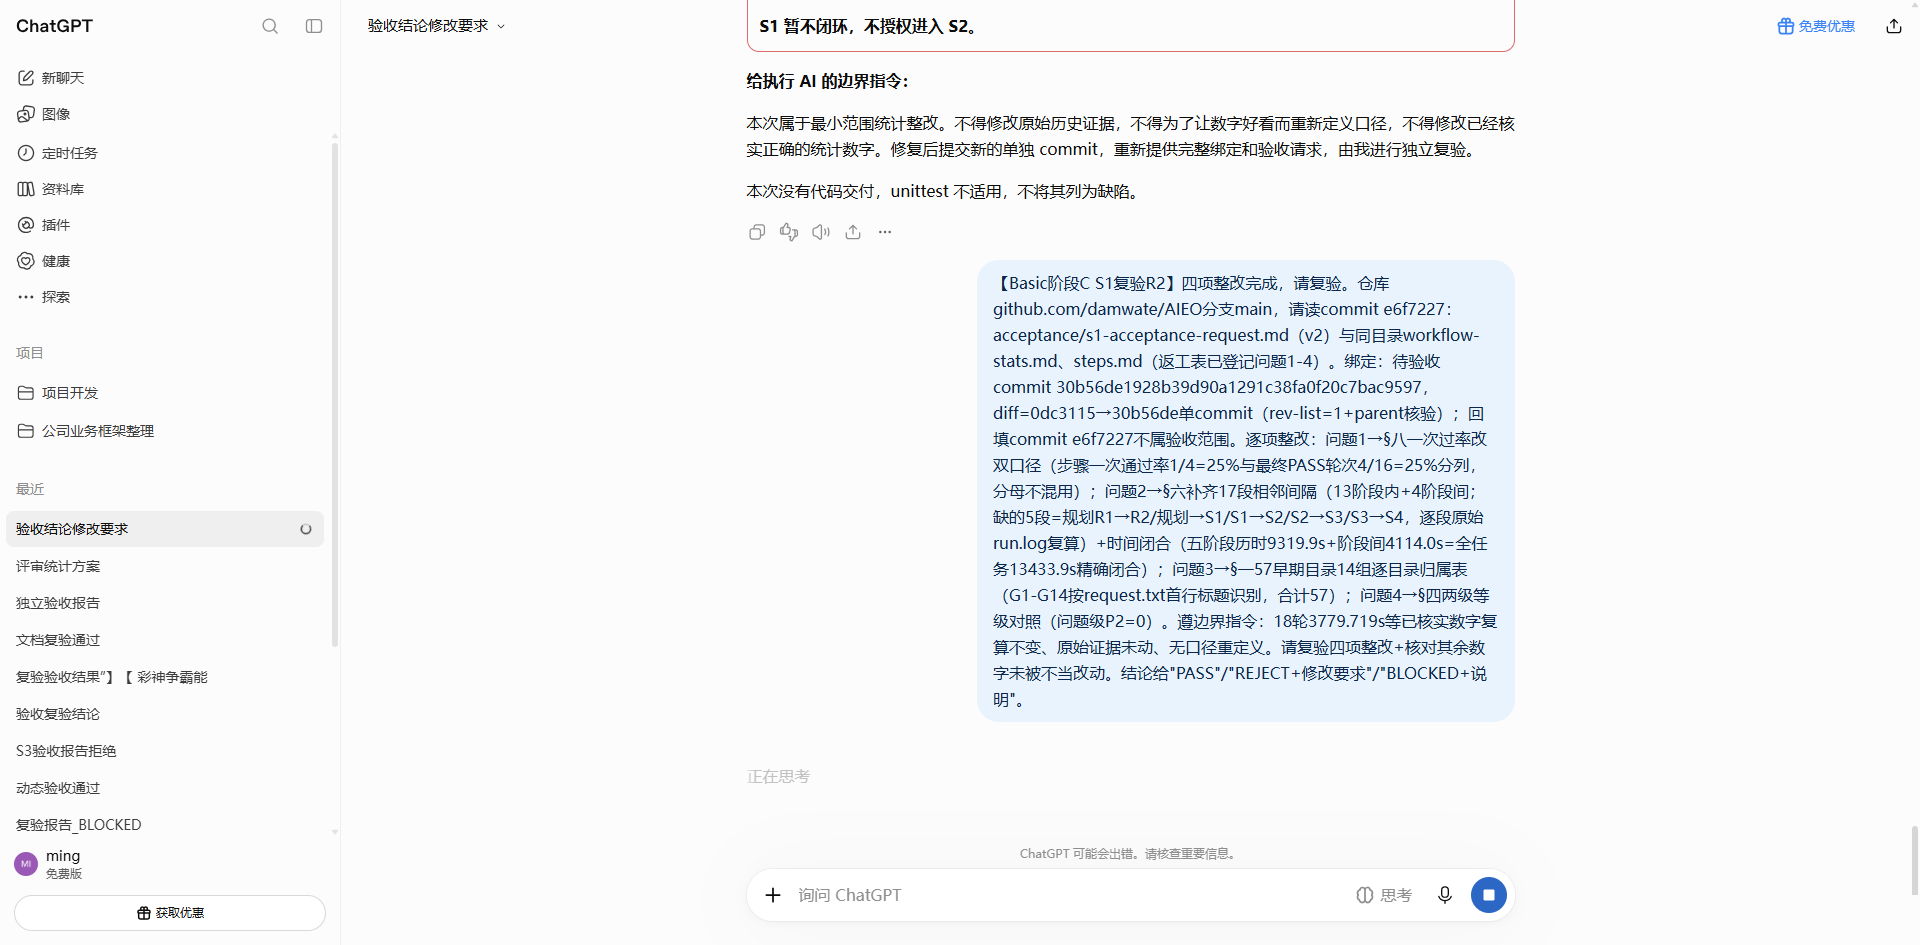 ChatGPT
新聊天
图像
定时任务
资料库
插件
健康
探索
项目
项目开发
公司业务框架整理
最近
验收结论修改要求
评审统计方案
独立验收报告
文档复验通过
复验验收结果"】【 彩神争霸能
验收复验结论
S3验收报告拒绝
动态验收通过
复验报告_BLOCKED
MI
ming
免费版
获取优惠
验收结论修改要求
免费优惠
S1 暂不闭环，不授权进入 S2。
给执行 AI 的边界指令：
本次属于最小范围统计整改。不得修改原始历史证据，不得为了让数字好看而重新定义口径，不得修改已经核
实正确的统计数字。修复后提交新的单独 commit，重新提供完整绑定和验收请求，由我进行独立复验。
本次没有代码交付，unittest 不适用，不将其列为缺陷。
【Basic阶段C S1复验R2】四项整改完成，请复验。仓库
github.com/damwate/AIEO分支main，请读commit e6f7227：
acceptance/s1-acceptance-request.md（v2）与同目录workflow-
stats.md、steps.md（返工表已登记问题1-4）。绑定：待验收
commit 30b56de1928b39d90a1291c38fa0f20c7bac9597，
diff=0dc3115→30b56de单commit（rev-list=1+parent核验）；回
填commit e6f7227不属验收范围。逐项整改：问题1→§八一次过率改
双口径（步骤一次通过率1/4=25%与最终PASS轮次4/16=25%分列，
分母不混用）；问题2→§六补齐17段相邻间隔（13阶段内+4阶段间；
缺的5段=规划R1→R2/规划→S1/S1→S2/S2→S3/S3→S4，逐段原始
run.log复算）+时间闭合（五阶段历时9319.9s+阶段间4114.0s=全任
务13433.9s精确闭合）；问题3→§一57早期目录14组逐目录归属表
（G1-G14按request.txt首行标题识别，合计57）；问题4→§四两级等
级对照（问题级P2=0）。遵边界指令：18轮3779.719s等已核实数字复
算不变、原始证据未动、无口径重定义。请复验四项整改+核对其余数
字未被不当改动。结论给"PASS"/"REJECT+修改要求"/"BLOCKED+说
明"。
正在思考
ChatGPT 可能会出错。请核查重要信息。
询问 ChatGPT
思考